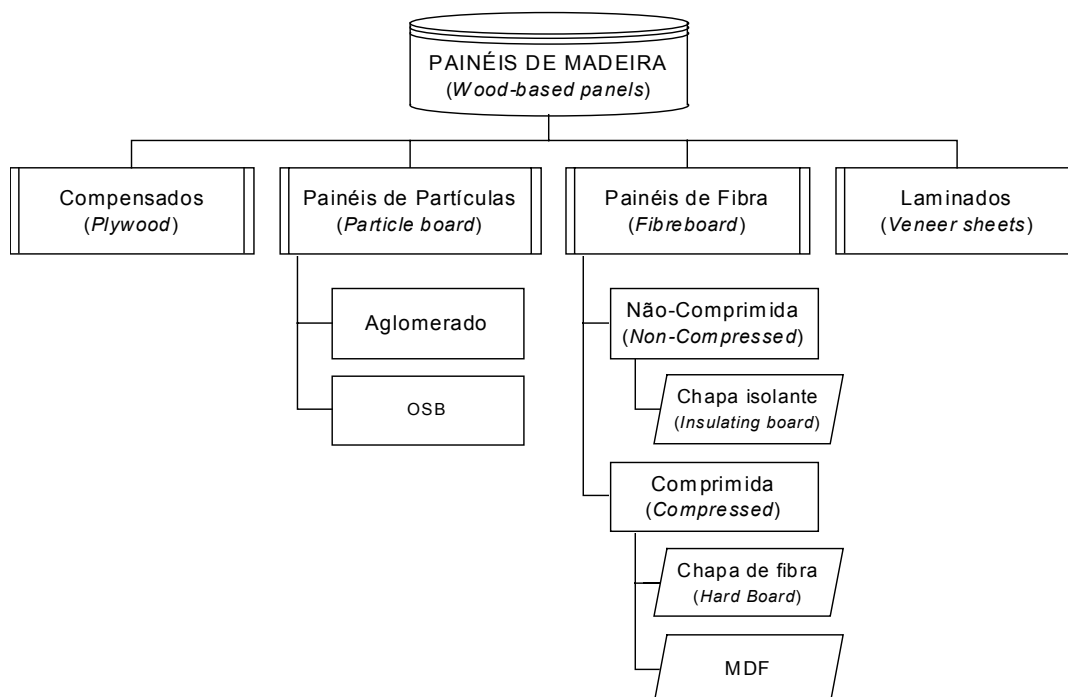 PAINÉIS DE MADEIRA
(Wood-based panels)
Compensados
(Plywood)
Painéis de Partículas
(Particle board)
Painéis de Fibra
(Fibreboard)
Laminados
(Veneer sheets)
Aglomerado
OSB
Não-Comprimida
(Non-Compressed)
Chapa isolante
(Insulating board)
Comprimida
(Compressed)
Chapa de fibra
(Hard Board)
MDF